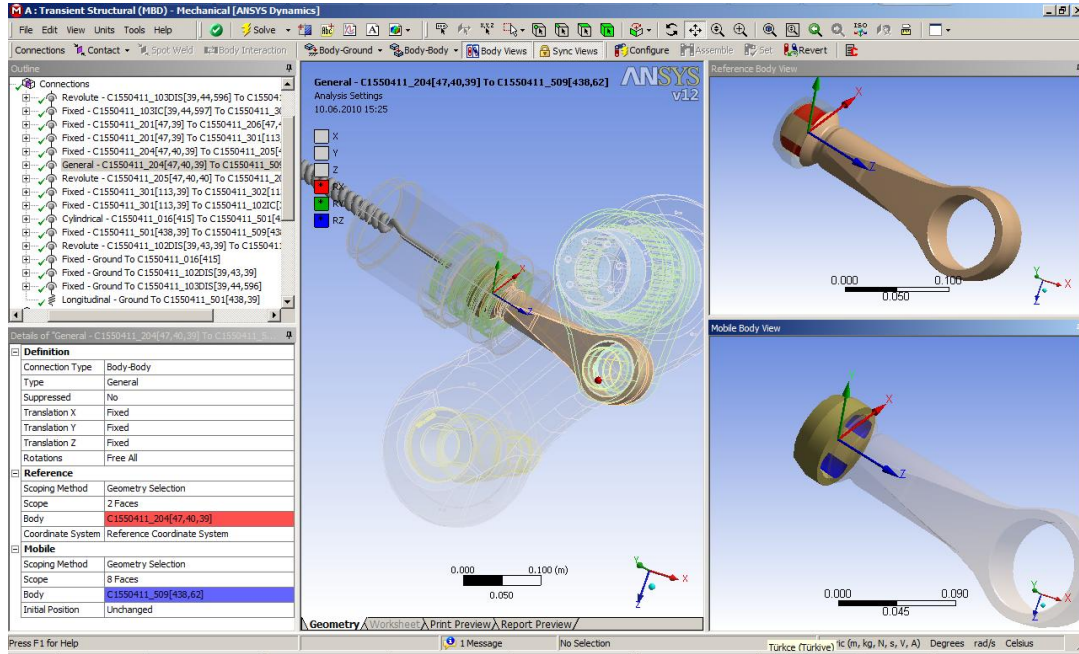 A : Transient Structural (MBD) - Mechanical [ANSYS Dynamics]
File Edit View Units Tools Help Solve
Connections Contact Spot Weld Body Interaction Body-Ground Body-Body Body Views Sync Views Configure Assemble Set Revert
Outline
Connections
Revolute - C1550411_103DIS[39,44,596] To C155041
Fixed - C1550411_103IC[39,44,597] To C1550411_30
Fixed - C1550411_201[47,39] To C1550411_206[47,4
Fixed - C1550411_201[47,39] To C1550411_301[113,
Fixed - C1550411_204[47,40,39] To C1550411_205[4
General - C1550411_204[47,40,39] To C1550411_509
Revolute - C1550411_205[47,40,40] To C1550411_20
Fixed - C1550411_301[113,39] To C1550411_302[11
Fixed - C1550411_301[113,39] To C1550411_102IC[
Cylindrical - C1550411_016[415] To C1550411_501[4
Fixed - C1550411_501[438,39] To C1550411_509[43
Revolute - C1550411_102DIS[39,43,39] To C155041
Fixed - Ground To C1550411_016[415]
Fixed - Ground To C1550411_102DIS[39,43,39]
Fixed - Ground To C1550411_103DIS[39,44,596]
Longitudinal - Ground To C1550411_501[438,39]
Details of "General - C1550411_204[47,40,39] To C1550411_5...
Definition
Connection Type Body-Body
Type General
Suppressed No
Translation X Fixed
Translation Y Fixed
Translation Z Fixed
Rotations Free All
Reference
Scoping Method Geometry Selection
Scope 2 Faces
Body C1550411_204[47,40,39]
Coordinate System Reference Coordinate System
Mobile
Scoping Method Geometry Selection
Scope 8 Faces
Body C1550411_509[438,62]
Initial Position Unchanged
General - C1550411_204[47,40,39] To C1550411_509[438,62]
Analysis Settings
10.06.2010 15:25
ANSYS
v12
X
Y
Z
RX
RY
RZ
X
Z
0.000 0.100 (m)
0.050
Y
X
Z
Geometry Worksheet Print Preview Report Preview
Reference Body View
X
Z
0.000 0.100
0.050
Y
X
Z
Mobile Body View
Y
X
Z
0.000 0.090
0.045
Y
X
Z
Press F1 for Help 1 Message No Selection Türkçe (Türkiye) ic (m, kg, N, s, V, A) Degrees rad/s Celsius